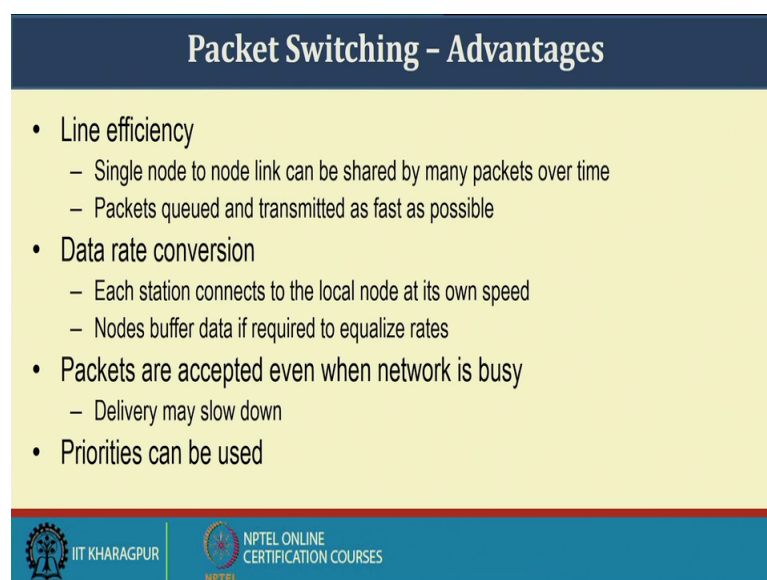 Packet Switching – Advantages
• Line efficiency
– Single node to node link can be shared by many packets over time
– Packets queued and transmitted as fast as possible
• Data rate conversion
– Each station connects to the local node at its own speed
– Nodes buffer data if required to equalize rates
• Packets are accepted even when network is busy
– Delivery may slow down
• Priorities can be used
IIT KHARAGPUR
NPTEL ONLINE
CERTIFICATION COURSES
NPTEL